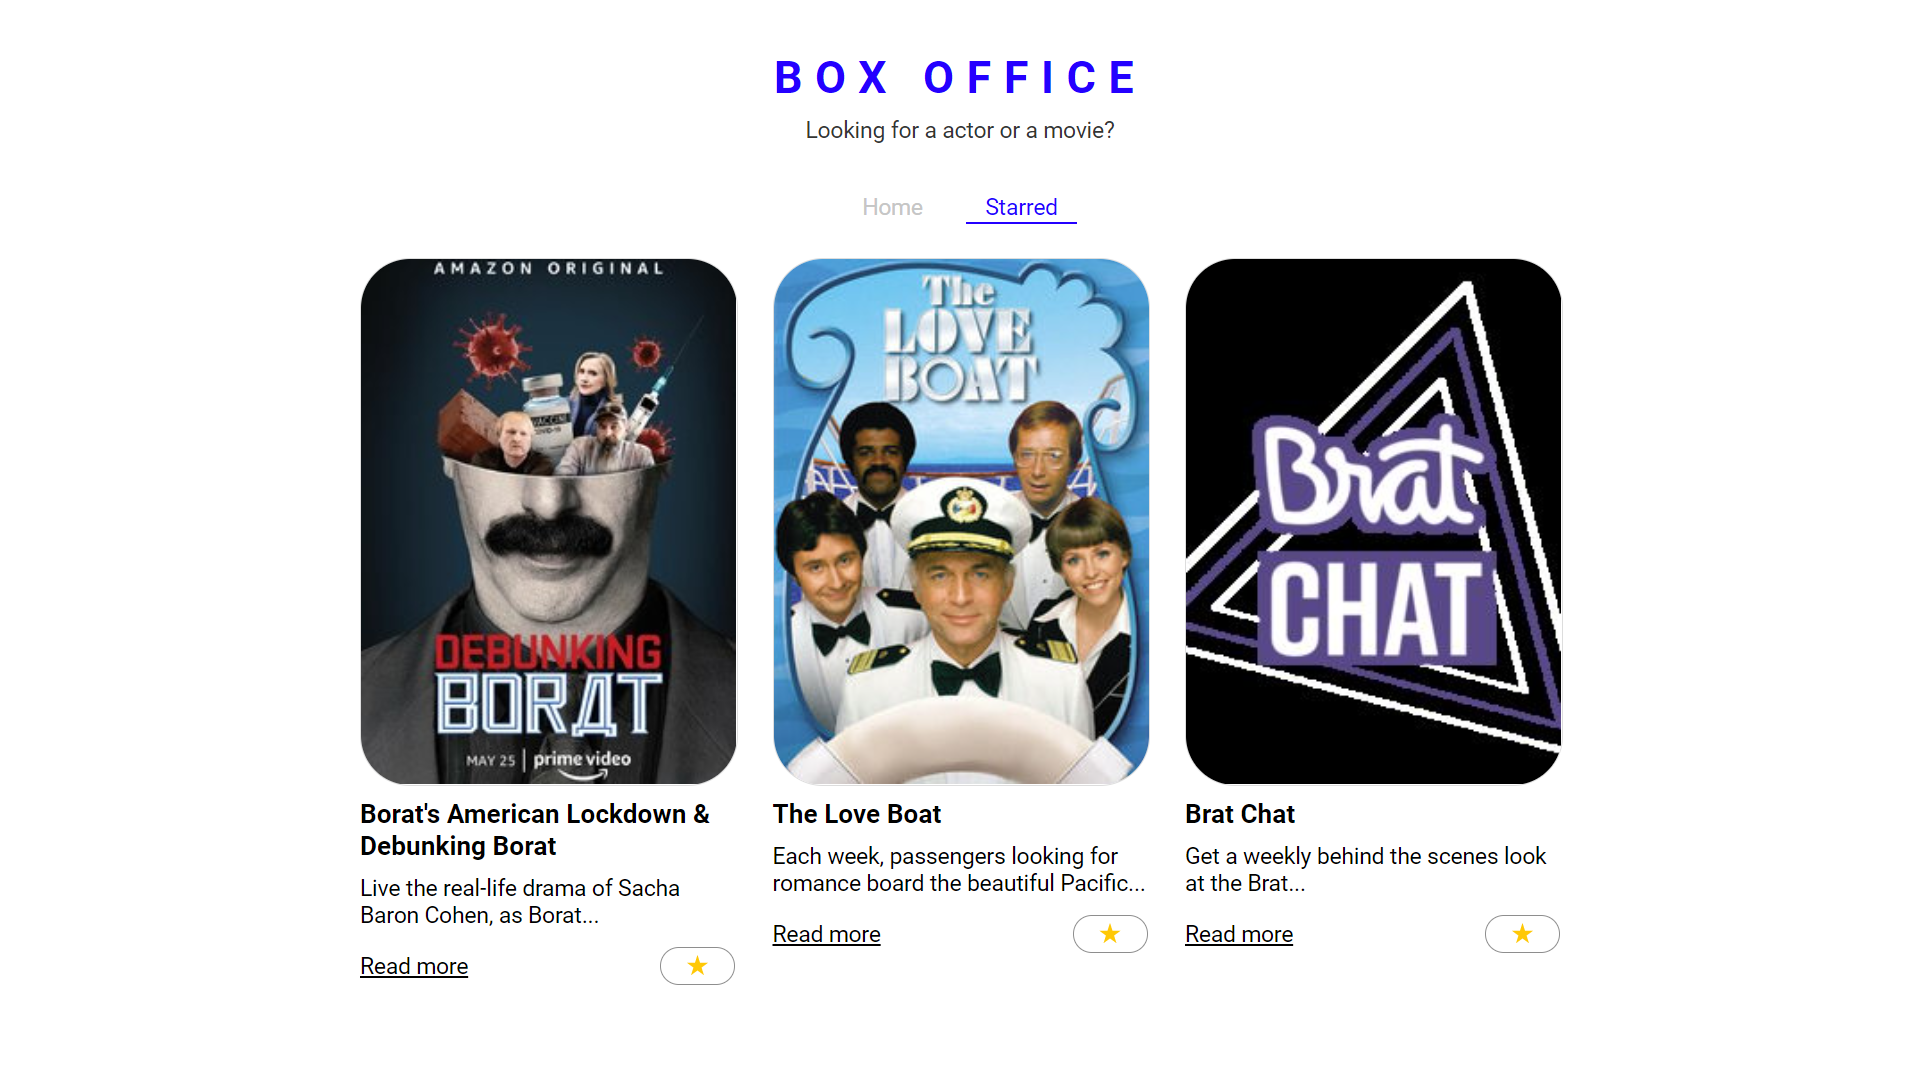 BOX OFFICE
Looking for a actor or a movie?
Home Starred
AMAZON ORIGINAL
VACCINE
COVID-19
DEBUNKING
BORДT
MAY 25 | prime video
The
LOVE
BOAT
Brat
CHAT
Borat's American Lockdown &
Debunking Borat
Live the real-life drama of Sacha
Baron Cohen, as Borat...
Read more
The Love Boat
Each week, passengers looking for
romance board the beautiful Pacific...
Read more
Brat Chat
Get a weekly behind the scenes look
at the Brat...
Read more